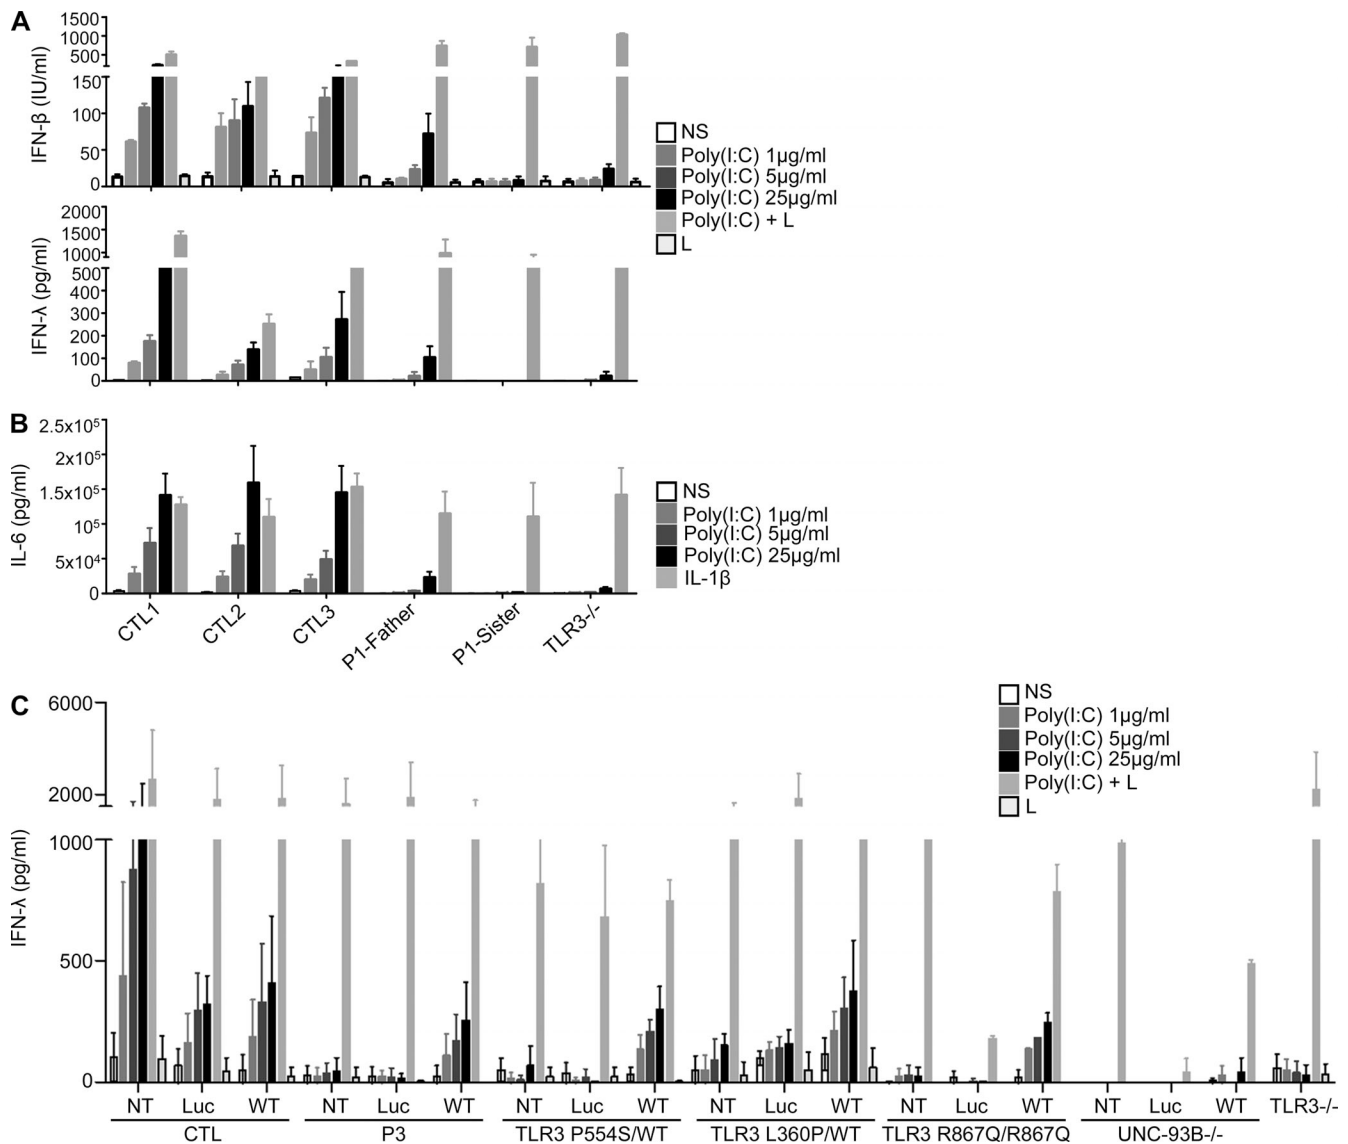 A
1500
1000
500
150
100
50
0
IFN-β (IU/ml)
NS
Poly(I:C) 1µg/ml
Poly(I:C) 5µg/ml
Poly(I:C) 25µg/ml
Poly(I:C) + L
L
2000
1500
1000
500
400
300
200
100
0
IFN-λ (pg/ml)
B
2.5x10⁵
2x10⁵
1.5x10⁵
10⁵
5x10⁴
0
IL-6 (pg/ml)
NS
Poly(I:C) 1µg/ml
Poly(I:C) 5µg/ml
Poly(I:C) 25µg/ml
IL-1β
CTL1 CTL2 CTL3 P1-Father P1-Sister TLR3-/-
C
6000
2000
1000
500
0
IFN-λ (pg/ml)
NS
Poly(I:C) 1µg/ml
Poly(I:C) 5µg/ml
Poly(I:C) 25µg/ml
Poly(I:C) + L
L
NT Luc WT NT Luc WT NT Luc WT NT Luc WT NT Luc WT NT Luc WT TLR3-/-
CTL P3 TLR3 P554S/WT TLR3 L360P/WT TLR3 R867Q/R867Q UNC-93B-/-